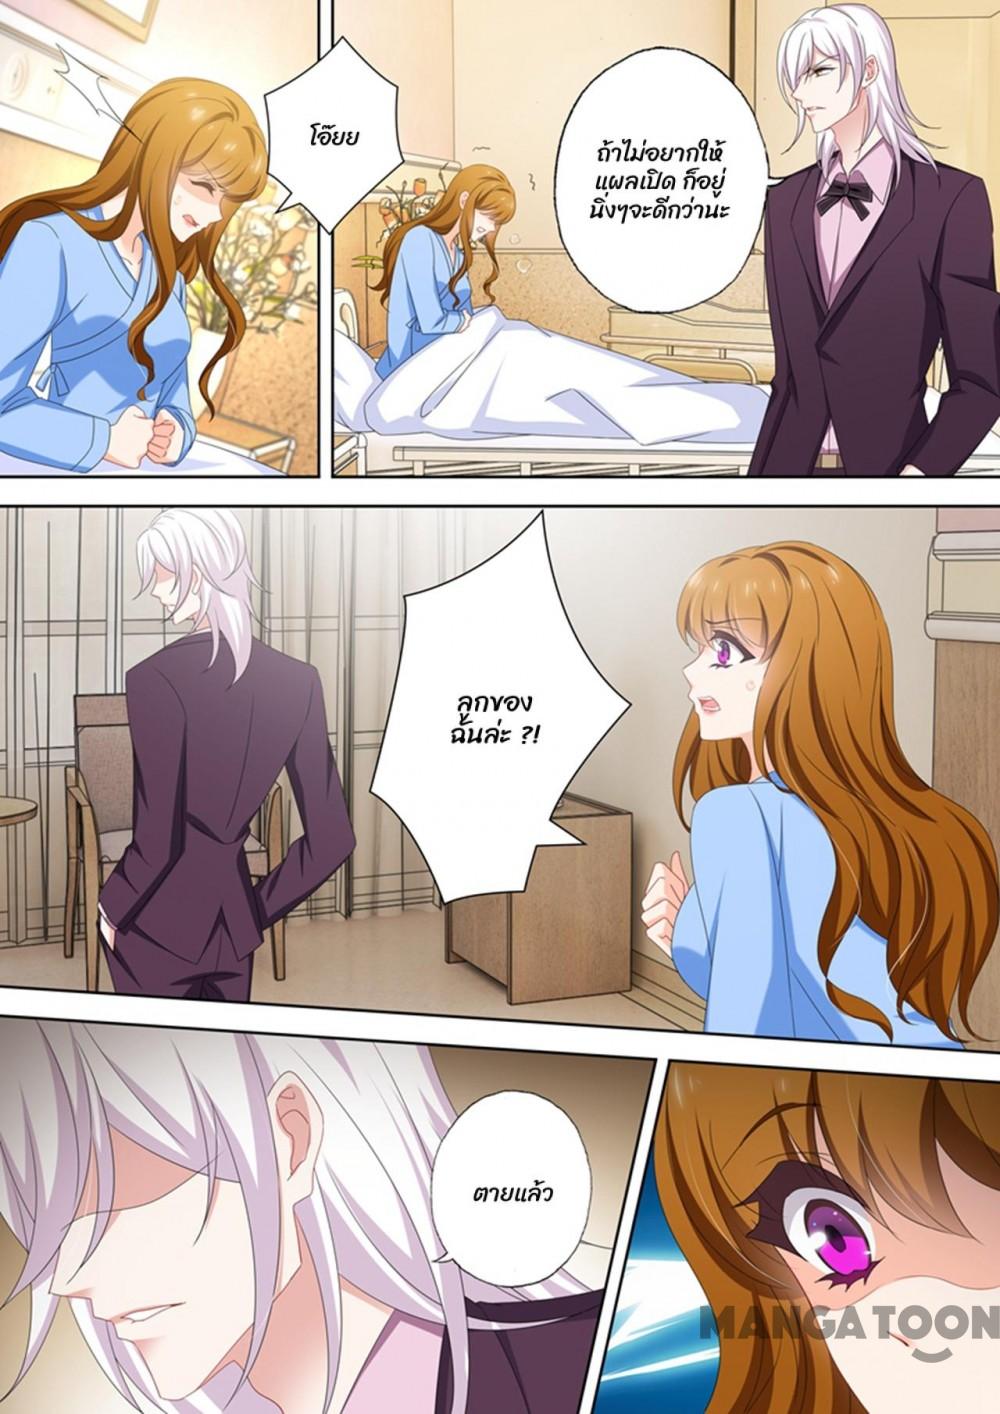 โอ๊ยย
ถ้าไม่อยากให้
แผลเปิด ก็อยู่
นิ่งๆจะดีกว่านะ
ลูกของ
ฉันล่ะ ?!
ตายแล้ว
MANGATOON